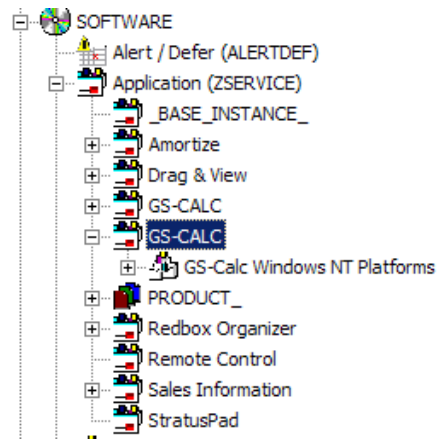 SOFTWARE
Alert / Defer (ALERTDEF)
Application (ZSERVICE)
_BASE_INSTANCE_
Amortize
Drag & View
GS-CALC
GS-CALC
GS-Calc Windows NT Platforms
PRODUCT_
Redbox Organizer
Remote Control
Sales Information
StratusPad